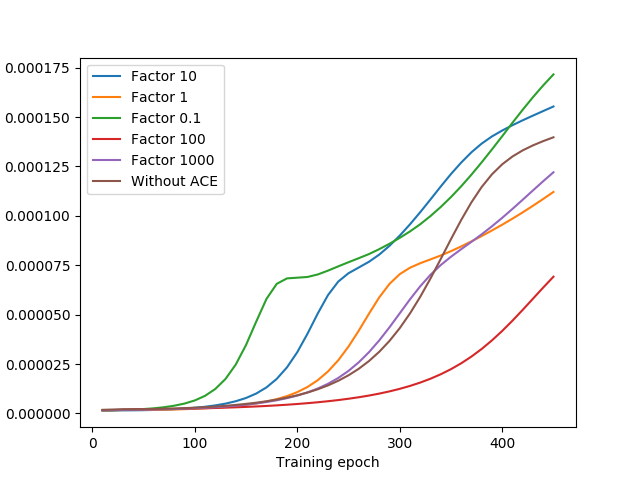 0.000175
0.000150
0.000125
0.000100
0.000075
0.000050
0.000025
0.000000
Factor 10
Factor 1
Factor 0.1
Factor 100
Factor 1000
Without ACE
0 100 200 300 400
Training epoch